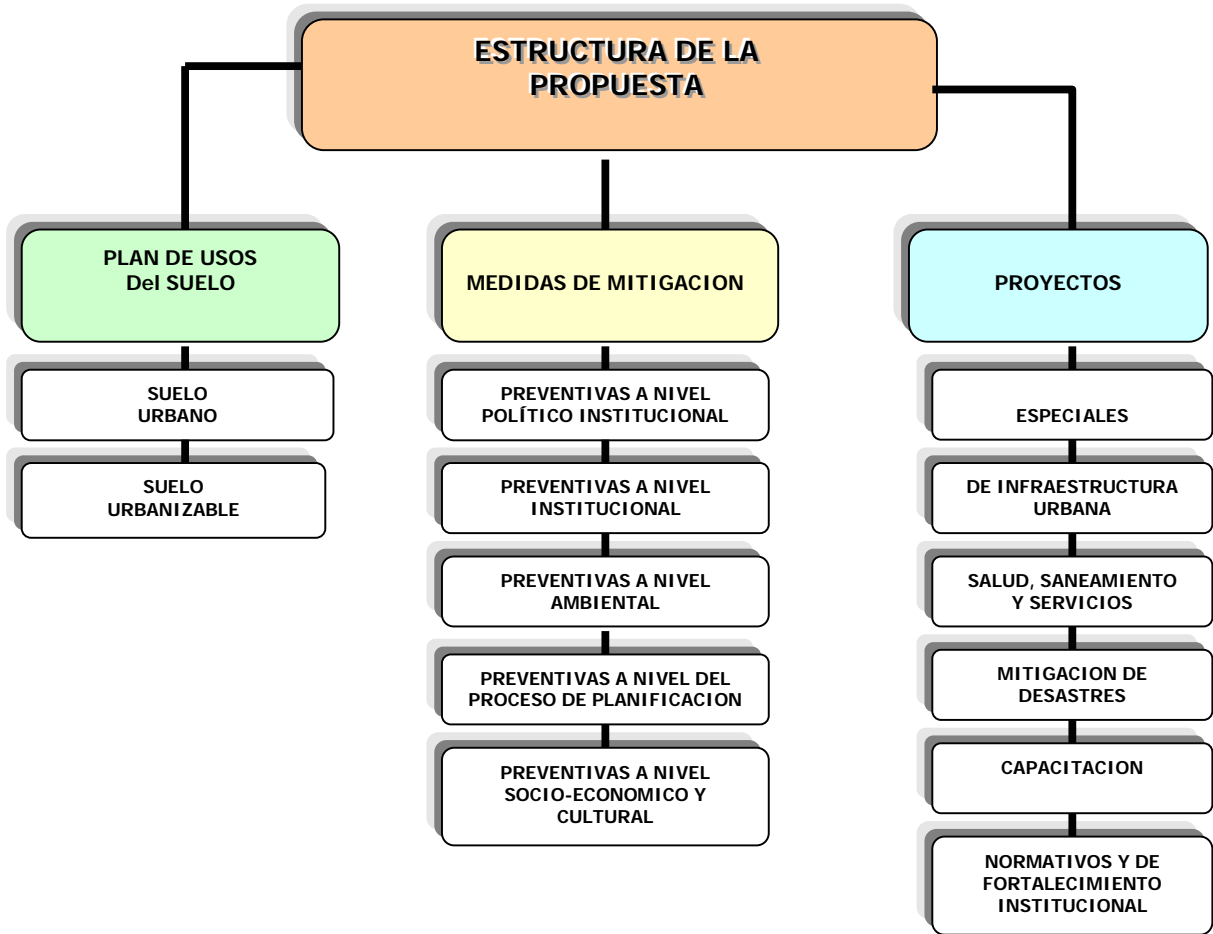 ESTRUCTURA DE LA
PROPUESTA
PLAN DE USOS
Del SUELO
SUELO
URBANO
SUELO
URBANIZABLE
MEDIDAS DE MITIGACION
PREVENTIVAS A NIVEL
POLÍTICO INSTITUCIONAL
PREVENTIVAS A NIVEL
INSTITUCIONAL
PREVENTIVAS A NIVEL
AMBIENTAL
PREVENTIVAS A NIVEL DEL
PROCESO DE PLANIFICACION
PREVENTIVAS A NIVEL
SOCIO-ECONOMICO Y
CULTURAL
PROYECTOS
ESPECIALES
DE INFRAESTRUCTURA
URBANA
SALUD, SANEAMIENTO
Y SERVICIOS
MITIGACION DE
DESASTRES
CAPACITACION
NORMATIVOS Y DE
FORTALECIMIENTO
INSTITUCIONAL